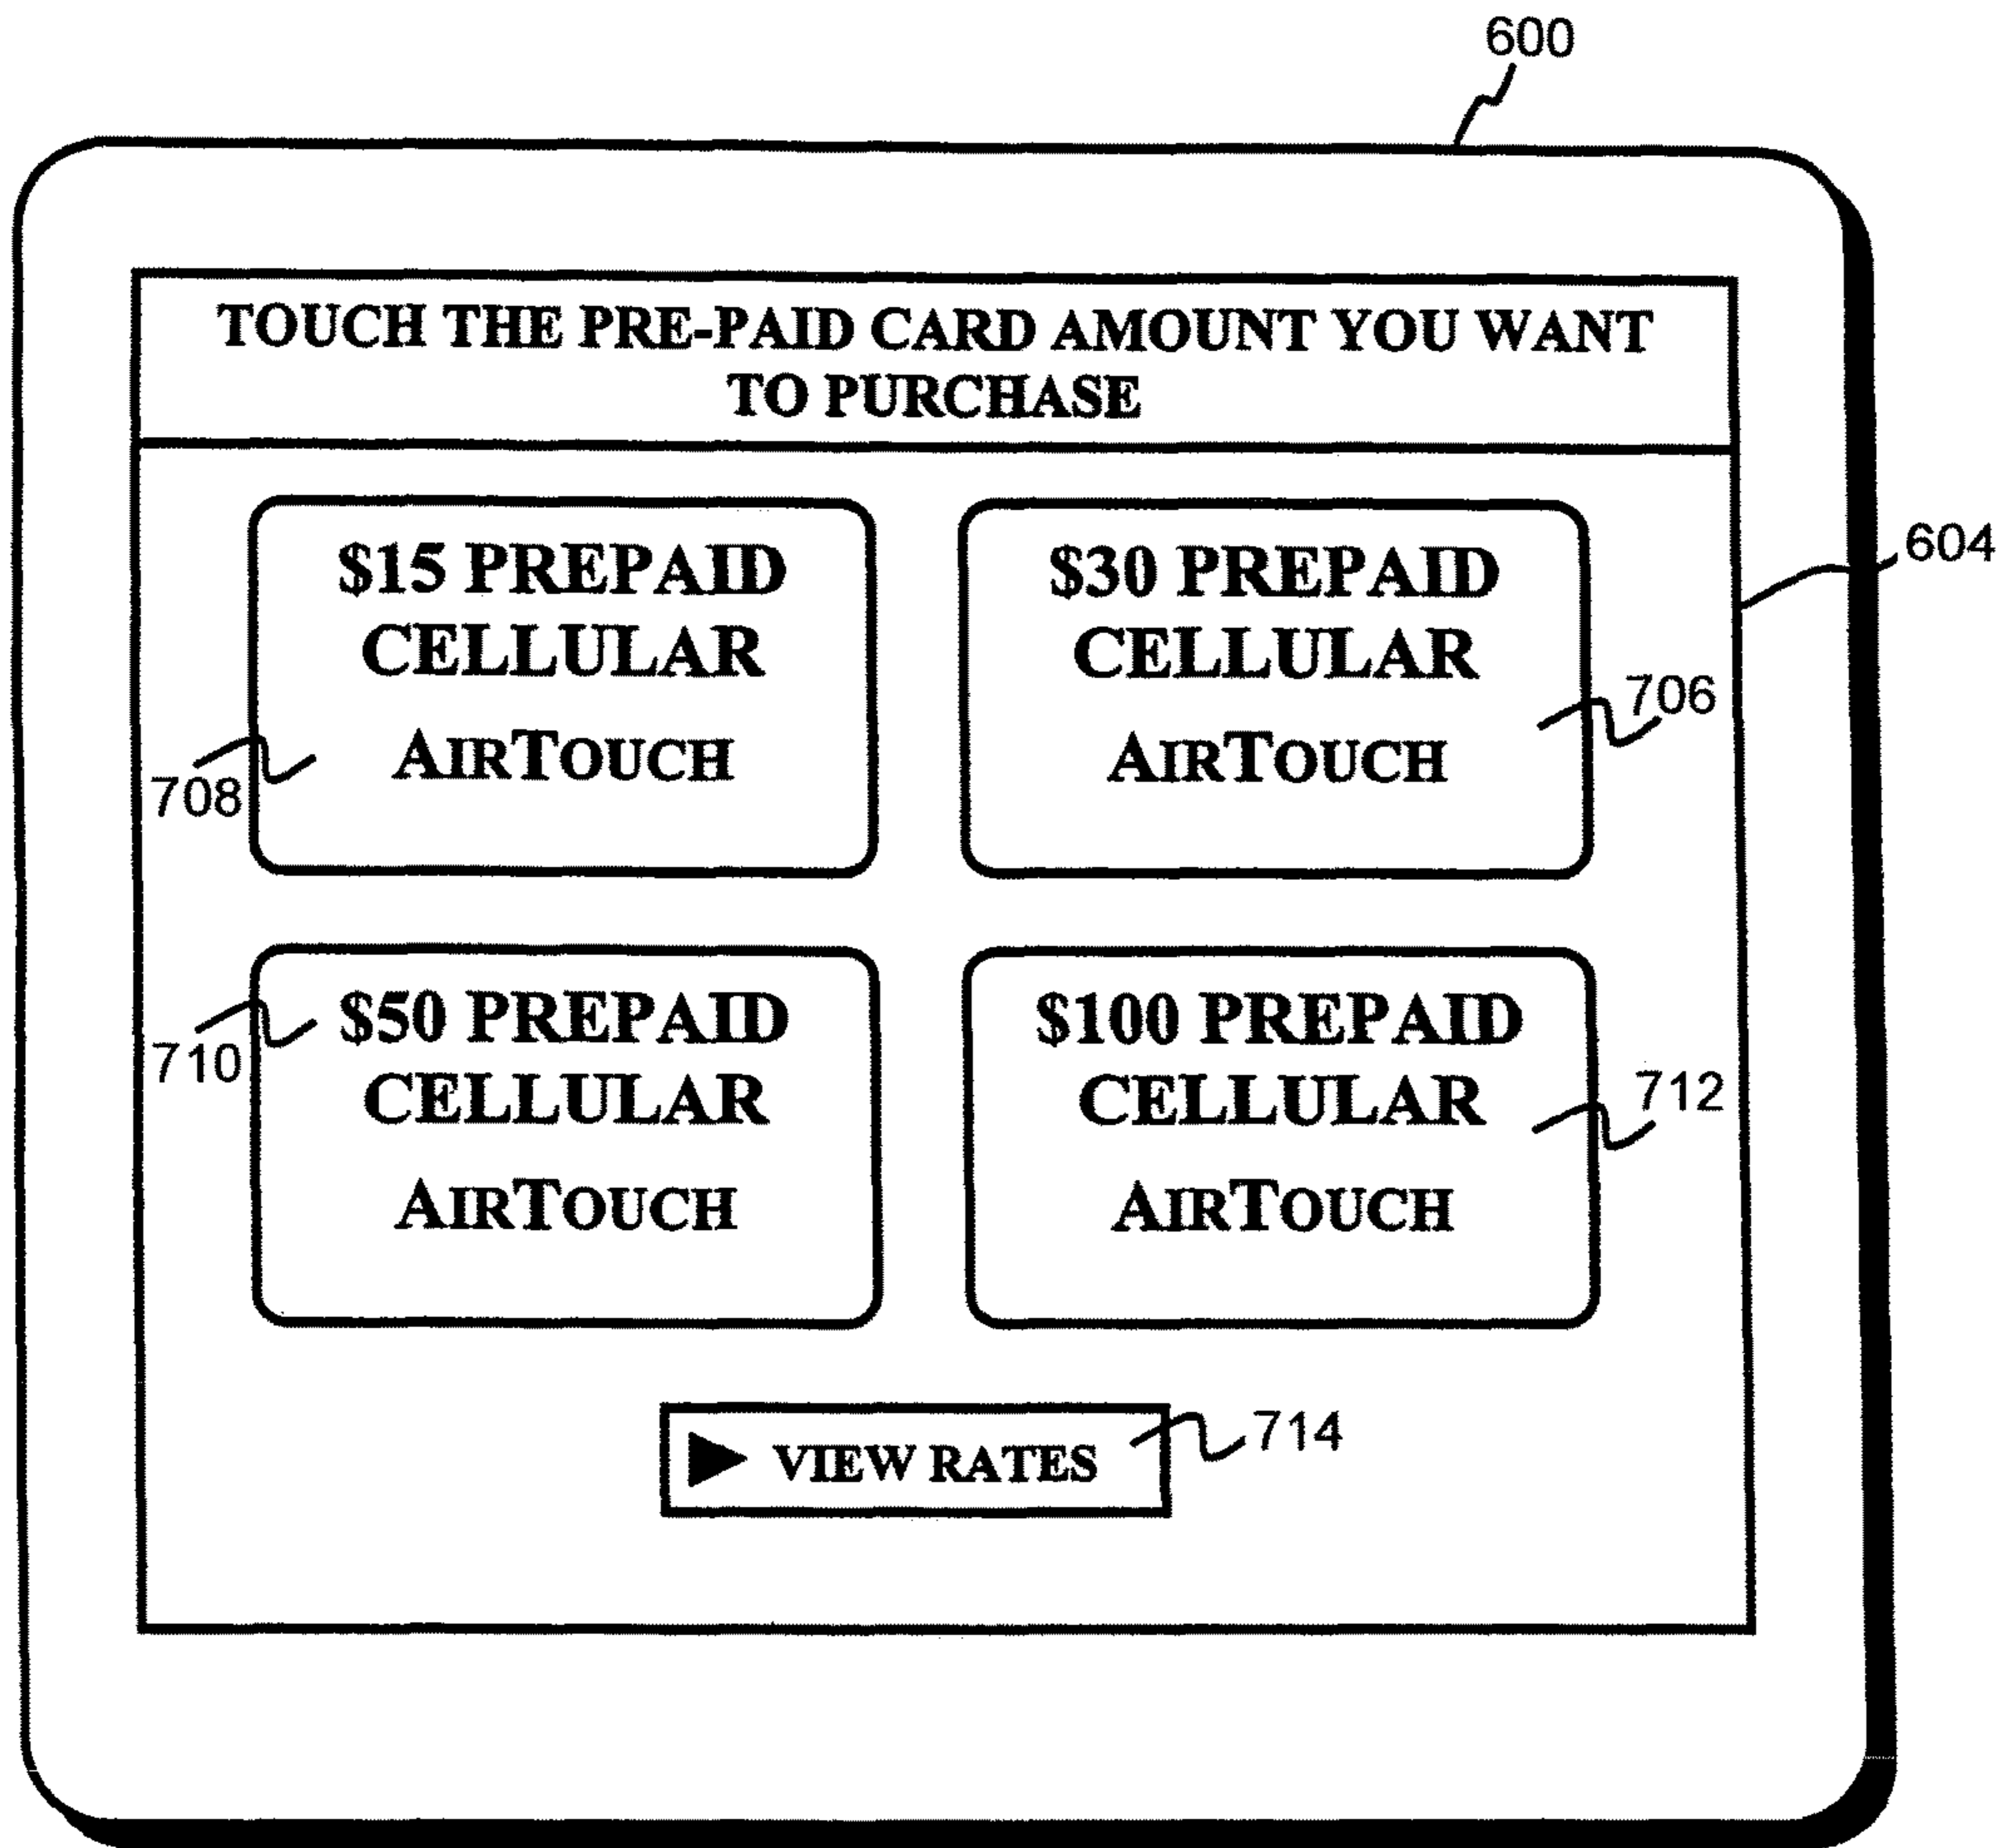 600
TOUCH THE PRE-PAID CARD AMOUNT YOU WANT
TO PURCHASE
604
$15 PREPAID
CELLULAR
AIRTOUCH
708
$30 PREPAID
CELLULAR
AIRTOUCH
706
$50 PREPAID
CELLULAR
AIRTOUCH
710
$100 PREPAID
CELLULAR
AIRTOUCH
712
VIEW RATES
714